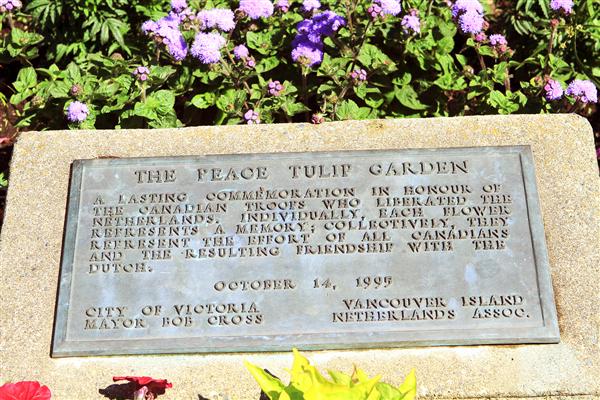 THE PEACE TULIP GARDEN
A LASTING COMMEMORATION IN HONOUR OF
THE CANADIAN TROOPS WHO LIBERATED THE
NETHERLANDS. INDIVIDUALLY, EACH FLOWER
REPRESENTS A MEMORY; COLLECTIVELY, THEY
REPRESENT THE EFFORT OF ALL CANADIANS
AND THE RESULTING FRIENDSHIP WITH THE
DUTCH.
OCTOBER 14, 1995
CITY OF VICTORIA
MAYOR BOB CROSS
VANCOUVER ISLAND
NETHERLANDS ASSOC.